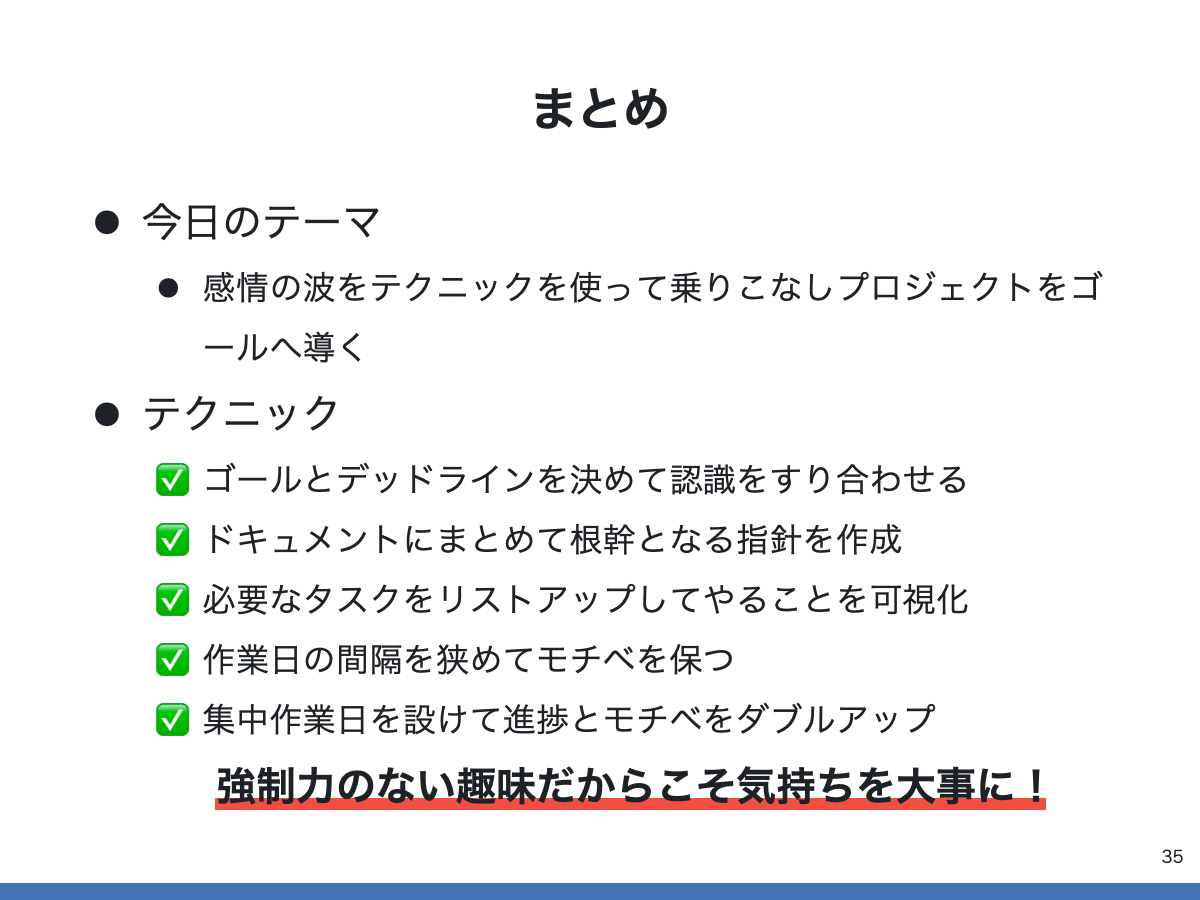 まとめ
● 今日のテーマ
● 感情の波をテクニックを使って乗りこなしプロジェクトをゴ
ールへ導く
● テクニック
✅ ゴールとデッドラインを決めて認識をすり合わせる
✅ ドキュメントにまとめて根幹となる指針を作成
✅ 必要なタスクをリストアップしてやることを可視化
✅ 作業日の間隔を狭めてモチベを保つ
✅ 集中作業日を設けて進捗とモチベをダブルアップ
強制力のない趣味だからこそ気持ちを大事に！
35